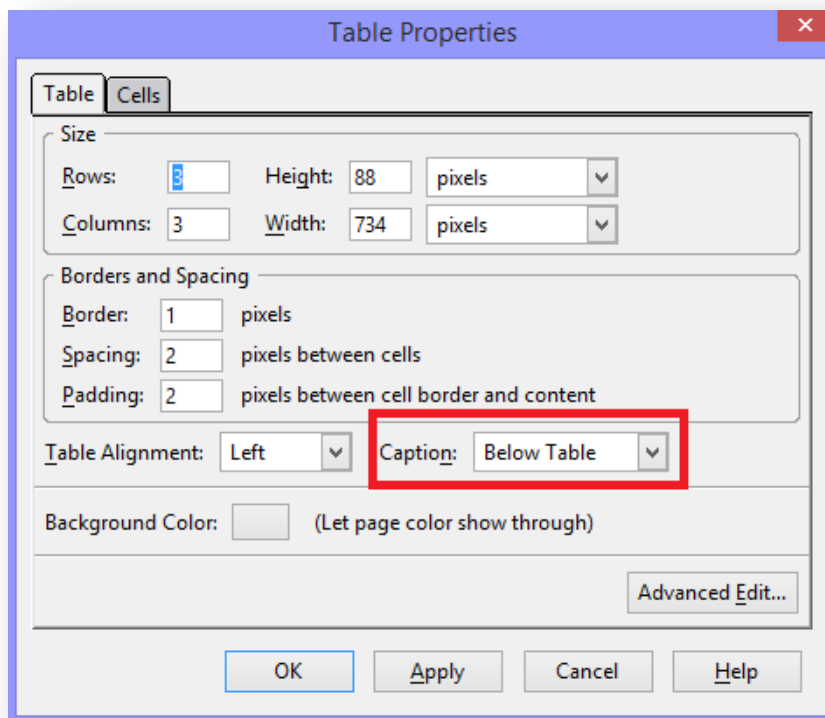 Table Properties
Table Cells
Size
Rows: 3 Height: 88 pixels
Columns: 3 Width: 734 pixels
Borders and Spacing
Border: 1 pixels
Spacing: 2 pixels between cells
Padding: 2 pixels between cell border and content
Table Alignment: Left Caption: Below Table
Background Color: (Let page color show through)
Advanced Edit...
OK Apply Cancel Help